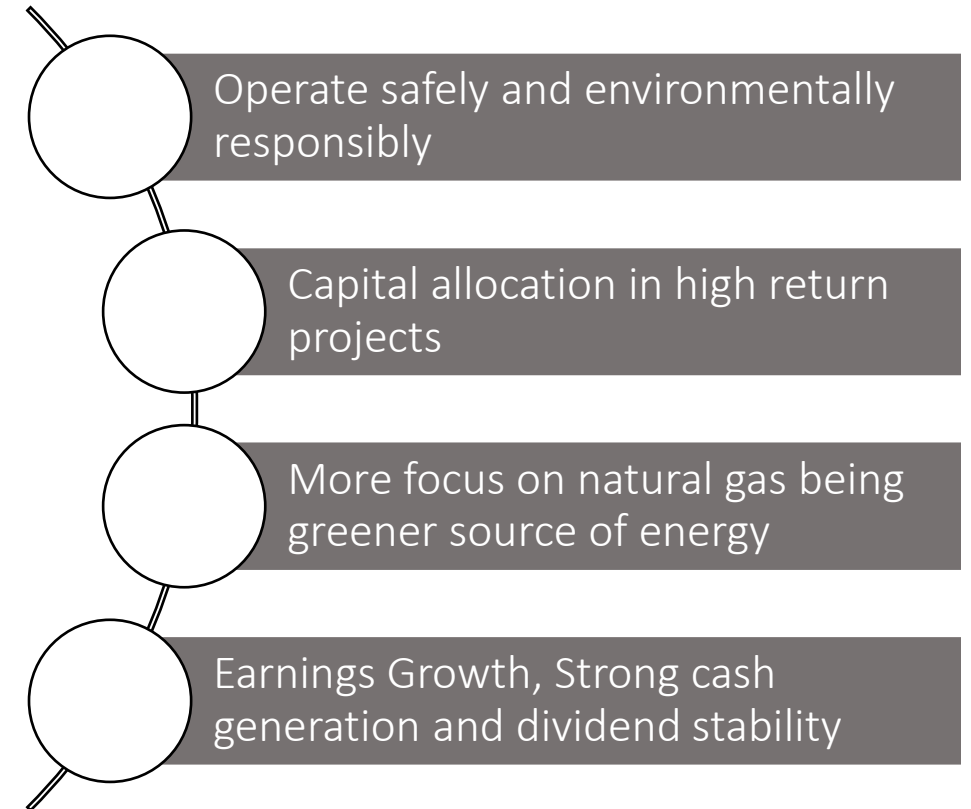 Operate safely and environmentally
responsibly
Capital allocation in high return
projects
More focus on natural gas being
greener source of energy
Earnings Growth, Strong cash
generation and dividend stability